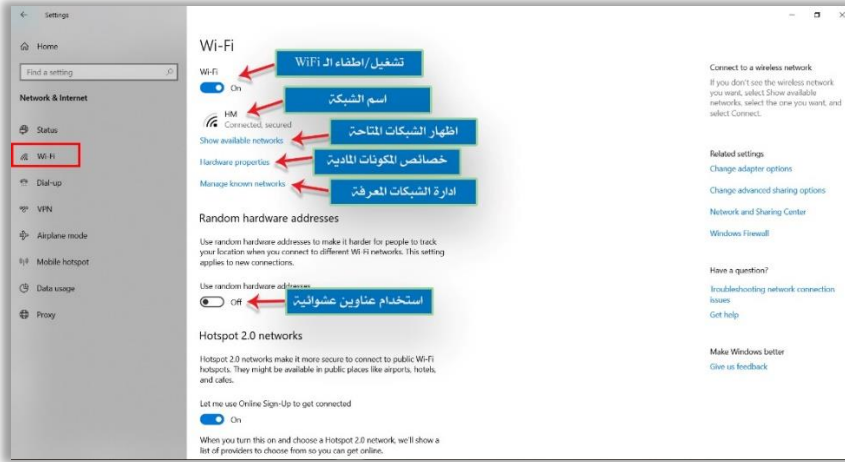 Settings
Home
Find a setting
Network & Internet
Status
Wi-Fi
Dial-up
VPN
Airplane mode
Mobile hotspot
Data usage
Proxy
Wi-Fi
Wi-Fi
On
تشغيل/اطفاء الـ WiFi
HM
Connected, secured
اسم الشبكة
Show available networks
اظهار الشبكات المتاحة
Hardware properties
خصائص المكونات المادية
Manage known networks
ادارة الشبكات المعرفة
Random hardware addresses
Use random hardware addresses to make it harder for people to track
your location when you connect to different Wi-Fi networks. This setting
applies to new connections.
Use random hardware addresses
Off
استخدام عناوين عشوائية
Hotspot 2.0 networks
Hotspot 2.0 networks make it more secure to connect to public Wi-Fi
hotspots. They might be available in public places like airports, hotels,
and cafes.
Let me use Online Sign-Up to get connected
On
When you turn this on and choose a Hotspot 2.0 network, we'll show a
list of providers to choose from so you can get online.
Connect to a wireless network
If you don't see the wireless network
you want, select Show available
networks, select the one you want, and
select Connect.
Related settings
Change adapter options
Change advanced sharing options
Network and Sharing Center
Windows Firewall
Have a question?
Troubleshooting network connection
issues
Get help
Make Windows better
Give us feedback